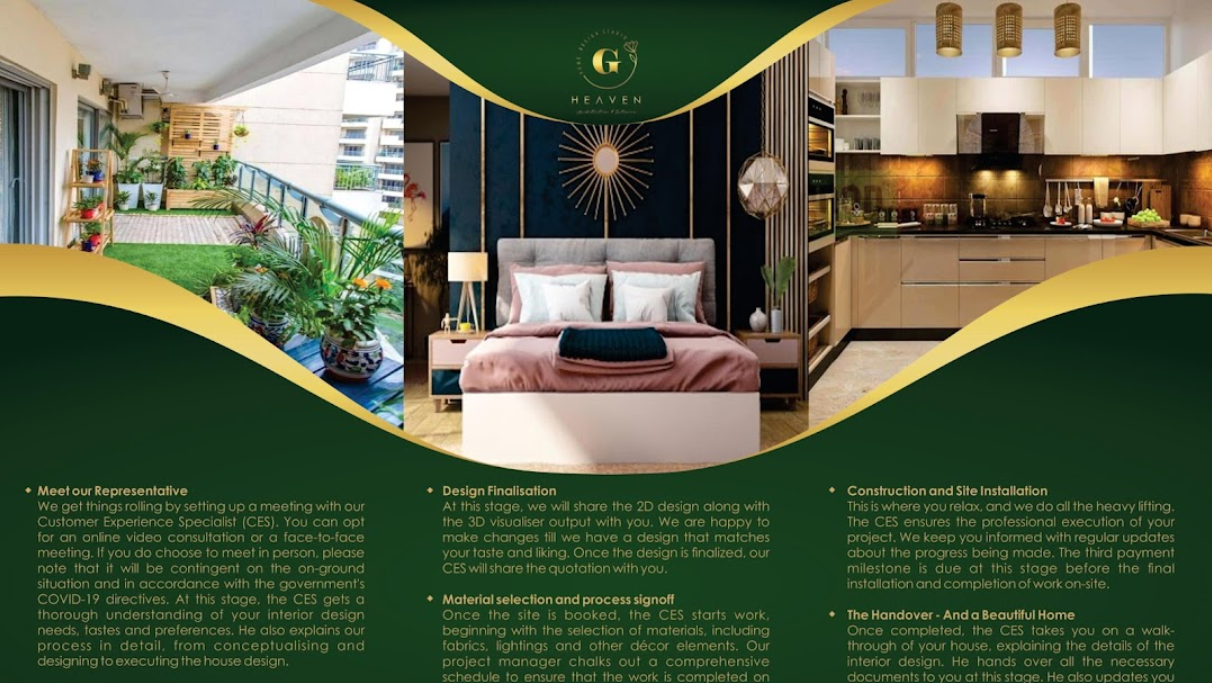 G
HEAVEN
Meet our Representative
We get things rolling by setting up a meeting with our
Customer Experience Specialist (CES). You can opt
for an online video consultation or a face-to-face
meeting. If you do choose to meet in person, please
note that it will be contingent on the on-ground
situation and in accordance with the government's
COVID-19 directives. At this stage, the CES gets a
thorough understanding of your interior design
needs, tastes and preferences. He also explains our
process in detail, from conceptualising and
designing to executing the house design.
Design Finalisation
At this stage, we will share the 2D design along with
the 3D visualiser output with you. We are happy to
make changes till we have a design that matches
your taste and liking. Once the design is finalized, our
CES will share the quotation with you.
Material selection and process signoff
Once the site is booked, the CES starts work,
beginning with the selection of materials, including
fabrics, lightings and other décor elements. Our
project manager chalks out a comprehensive
schedule to ensure that the work is completed on
Construction and Site Installation
This is where you relax, and we do all the heavy lifting.
The CES ensures the professional execution of your
project. We keep you informed with regular updates
about the progress being made. The third payment
milestone is due at this stage before the final
installation and completion of work on-site.
The Handover - And a Beautiful Home
Once completed, the CES takes you on a walk-
through of your house, explaining the details of the
interior design. He hands over all the necessary
documents to you at this stage. He also updates you